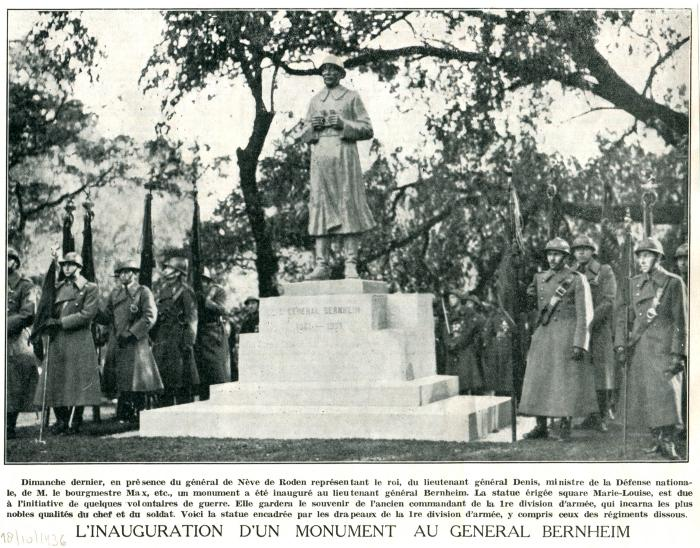 Lt GENERAL BERNHEIM
1861 — 1931
Dimanche dernier, en présence du général de Nève de Roden représentant le roi, du lieutenant général Denis, ministre de la Défense nationa-
le, de M. le bourgmestre Max, etc., un monument a été inauguré au lieutenant général Bernheim. La statue érigée square Marie-Louise, est due
à l'initiative de quelques volontaires de guerre. Elle gardera le souvenir de l'ancien commandant de la 1re division d'armée, qui incarna les plus
nobles qualités du chef et du soldat. Voici la statue encadrée par les drapeaux de la 1re division d'armée, y compris ceux des régiments dissous.
L'INAUGURATION D'UN MONUMENT AU GENERAL BERNHEIM
18/10/1936